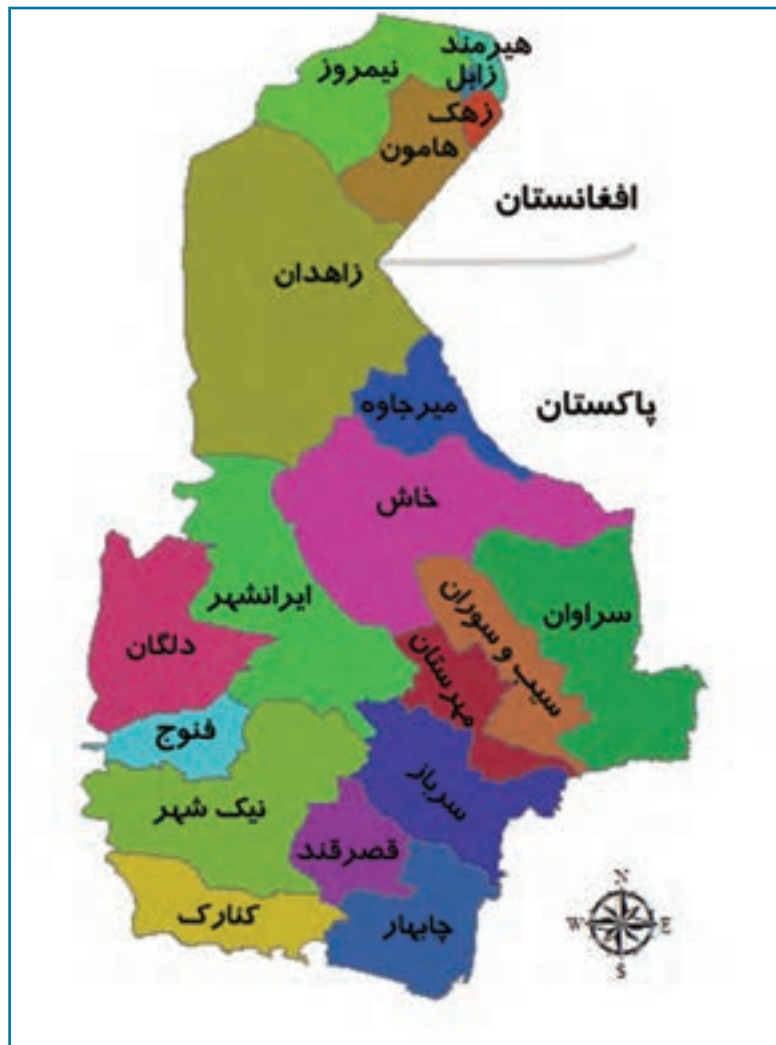 هیرمند
نیمروز
زابل
زهک
هامون
افغانستان
زاهدان
پاکستان
میرجاوه
خاش
ایرانشهر
سراوان
سیب و سوران
دلگان
مهرستان
فنوج
سرباز
نیک شهر
قصرقند
کنارک
چابهار
N
W E
S